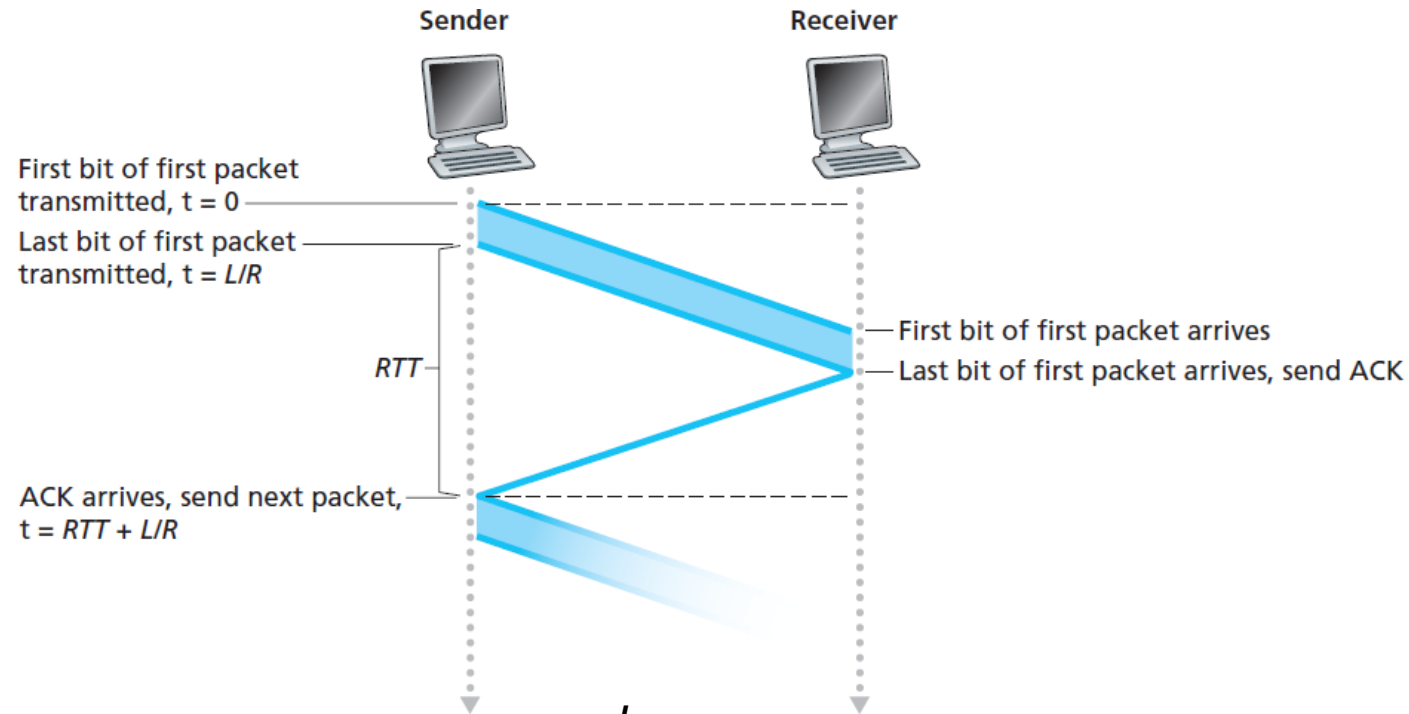 Sender
Receiver
First bit of first packet
transmitted, t = 0
Last bit of first packet
transmitted, t = L/R
First bit of first packet arrives
Last bit of first packet arrives, send ACK
RTT
ACK arrives, send next packet,
t = RTT + L/R